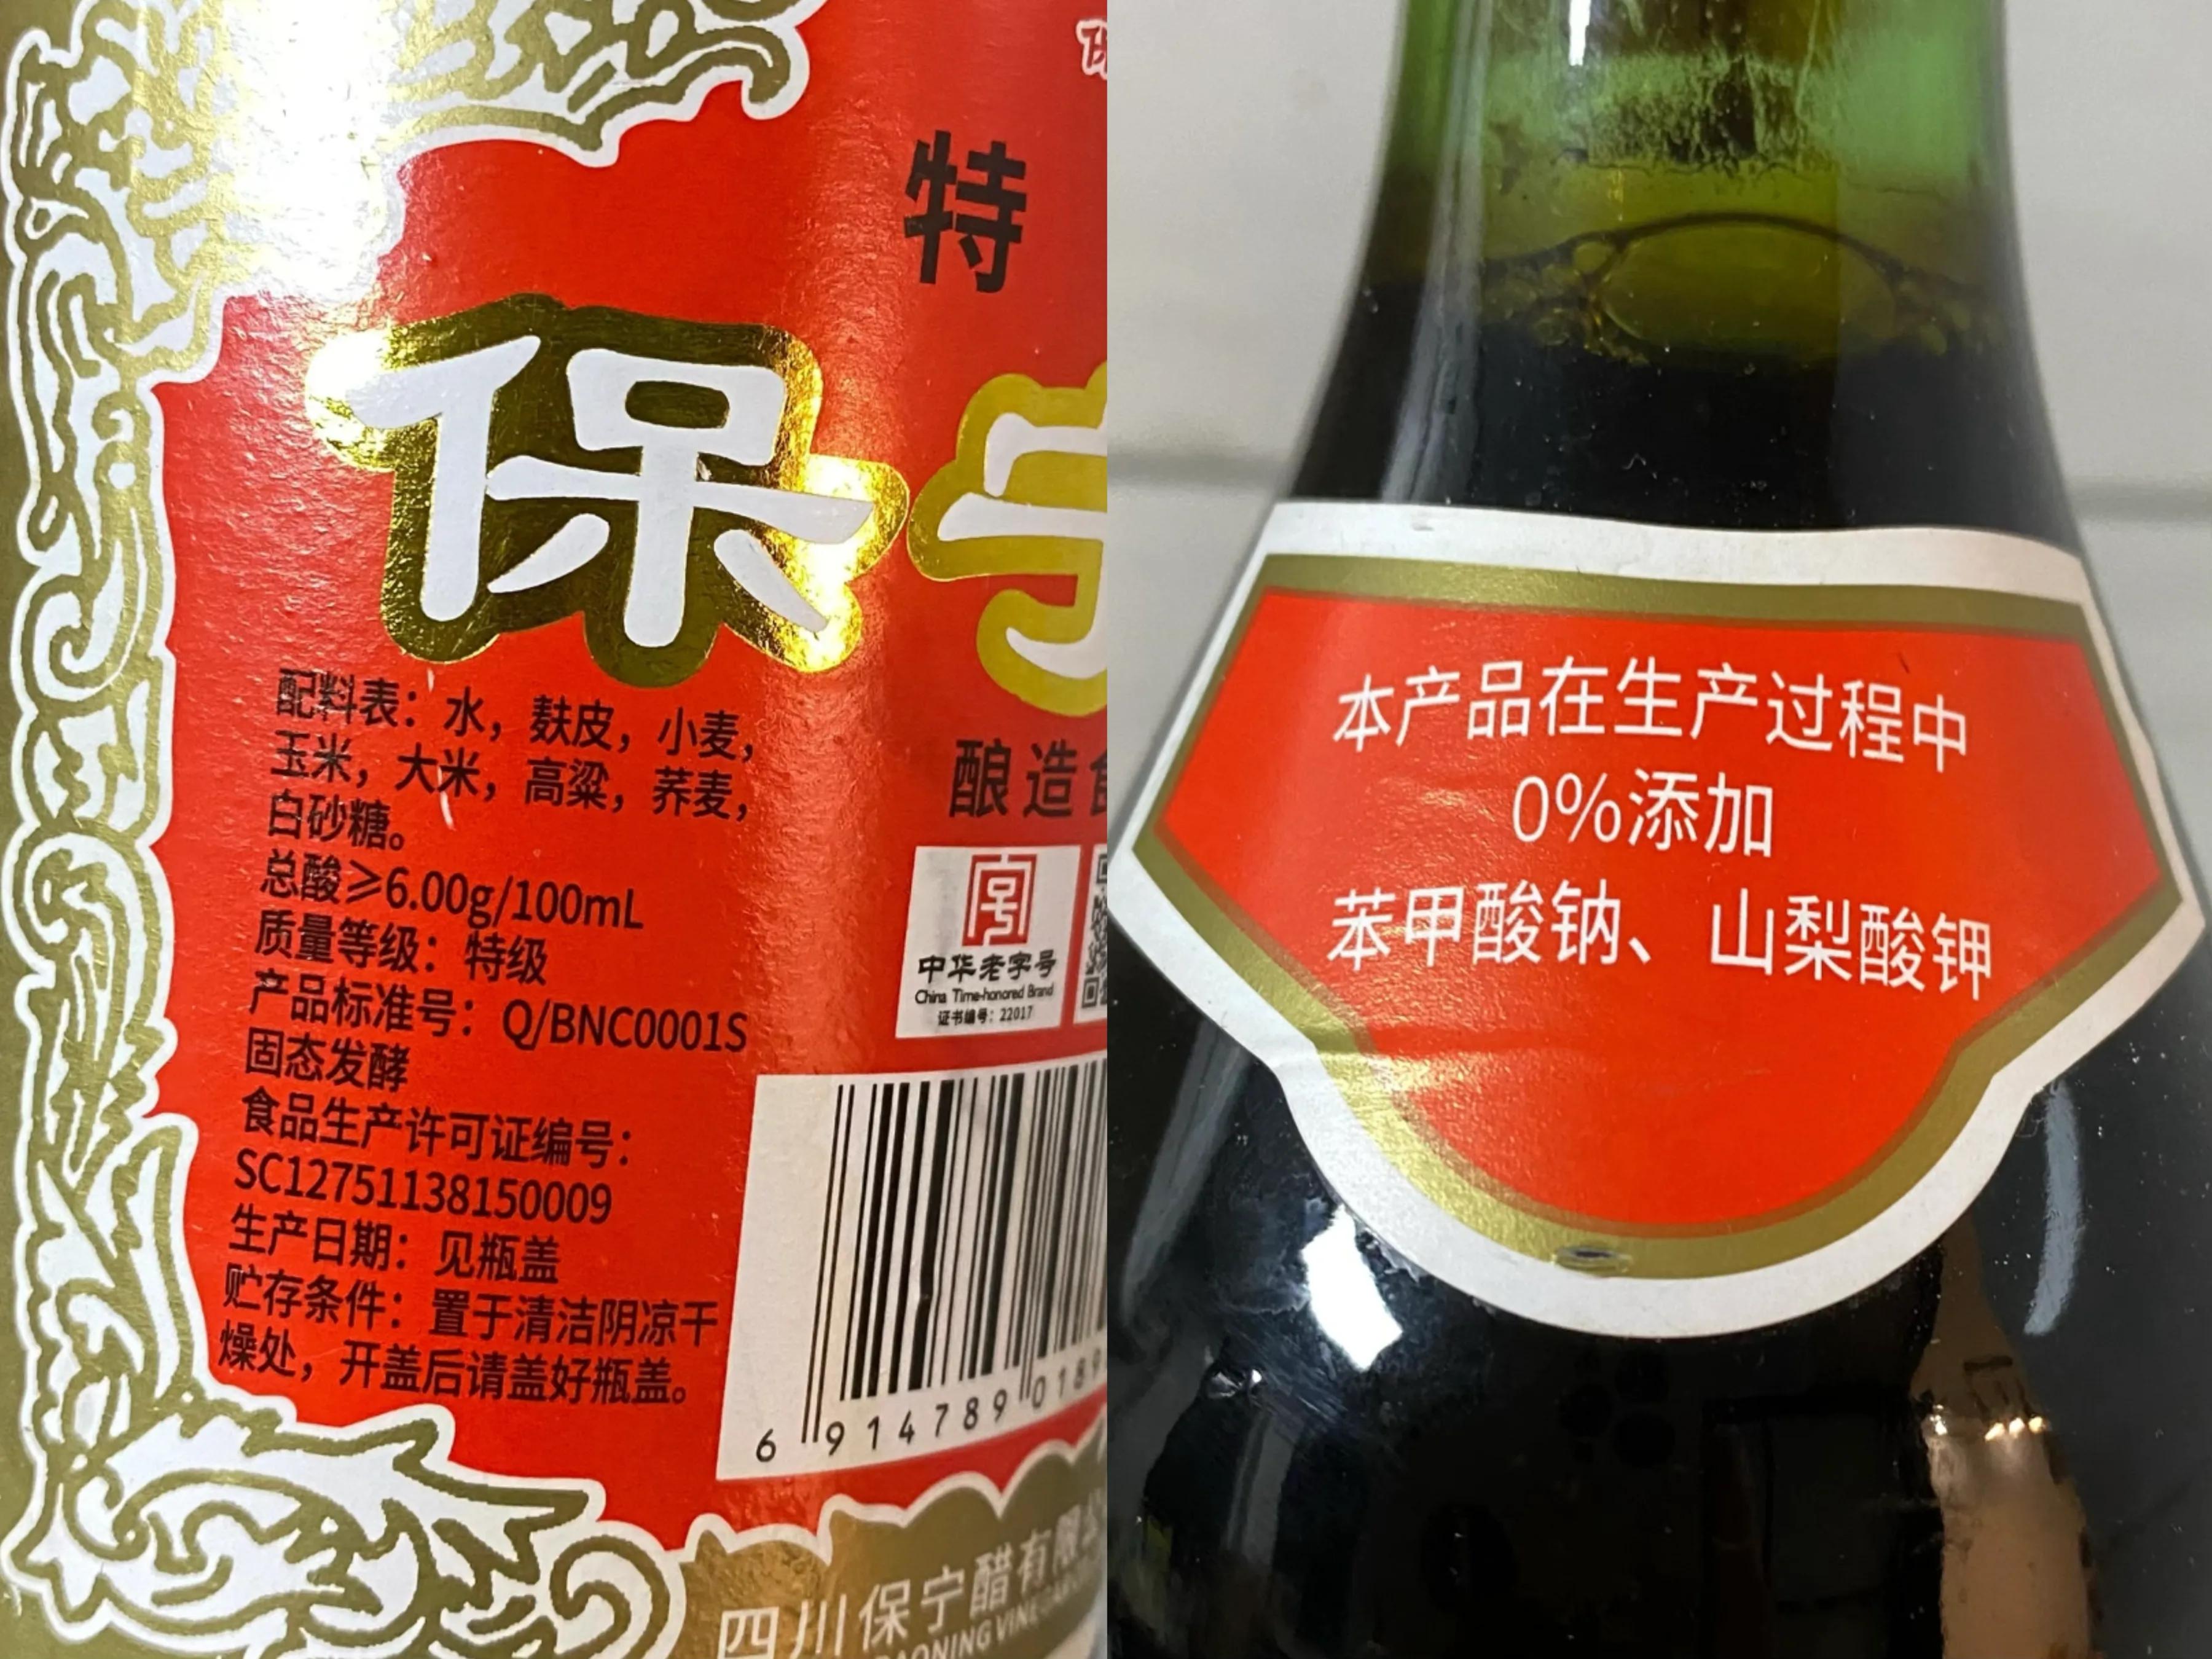 特
保
配料表：水，麸皮，小麦，
玉米，大米，高粱，荞麦，
白砂糖。
总酸≥6.00g/100mL
质量等级：特级
产品标准号：Q/BNC0001S
固态发酵
食品生产许可证编号：
SC12751138150009
生产日期：见瓶盖
贮存条件：置于清洁阴凉干
燥处，开盖后请盖好瓶盖。
酿造
中华老字号
China Time-honored Brand
证书编号：22017
6 914789 018
四川保宁醋有限
本产品在生产过程中
0%添加
苯甲酸钠、山梨酸钾